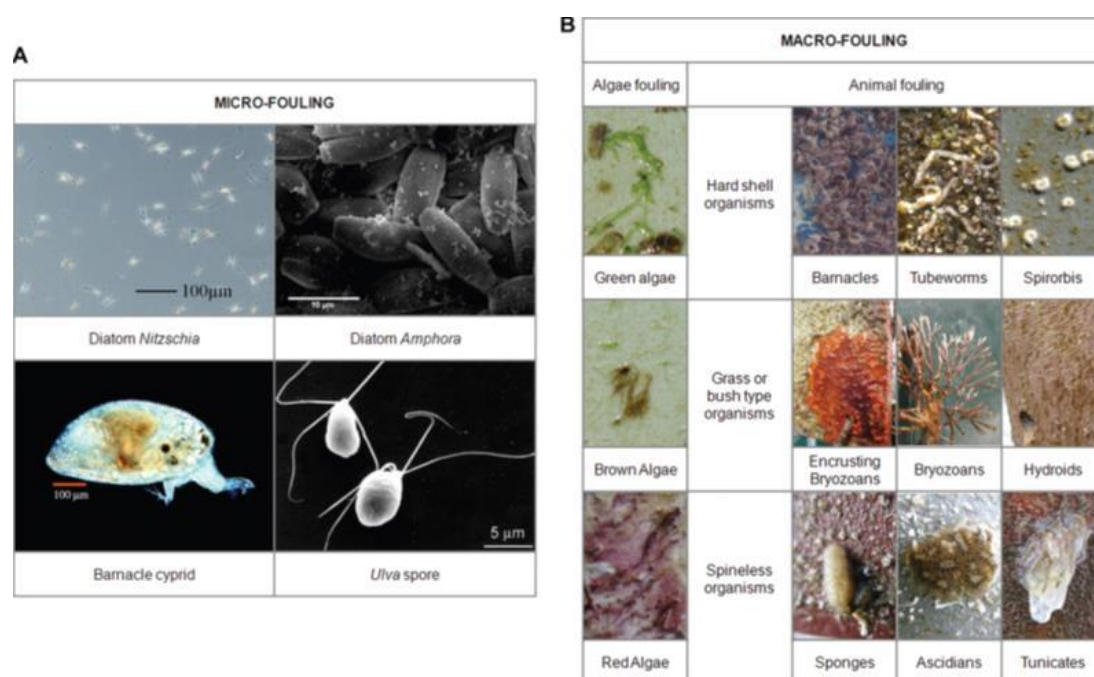 A
MICRO-FOULING
100µm
10 µm
Diatom Nitzschia
Diatom Amphora
100 µm
5 µm
Barnacle cyprid
Ulva spore
B
MACRO-FOULING
Algae fouling
Animal fouling
Hard shell
organisms
Green algae
Barnacles
Tubeworms
Spirorbis
Grass or
bush type
organisms
Brown Algae
Encrusting
Bryozoans
Bryozoans
Hydroids
Spineless
organisms
Red Algae
Sponges
Ascidians
Tunicates